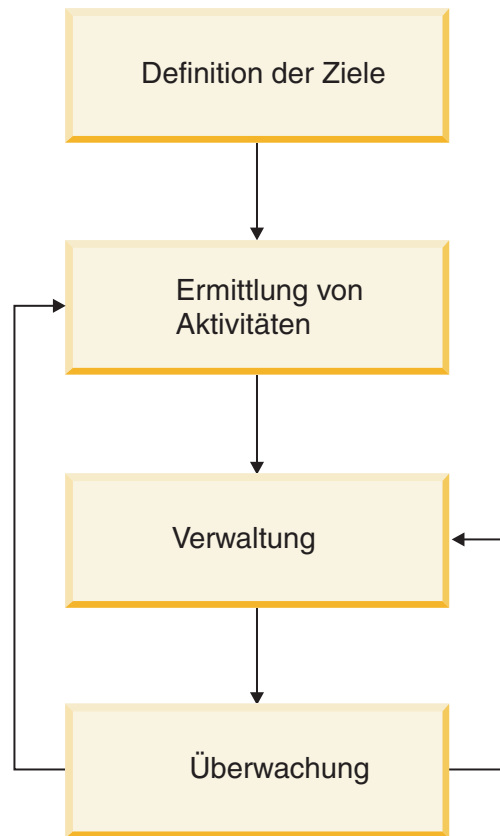 Definition der Ziele
Ermittlung von
Aktivitäten
Verwaltung
Überwachung